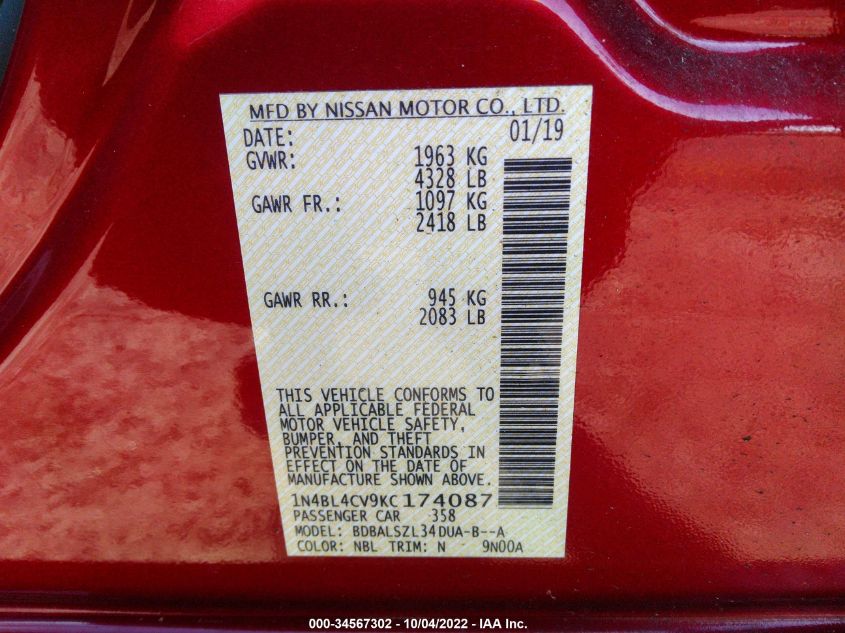 MFD BY NISSAN MOTOR CO., LTD.
DATE: 01/19
GVWR: 1963 KG
4328 LB
GAWR FR.: 1097 KG
2418 LB
GAWR RR.: 945 KG
2083 LB
THIS VEHICLE CONFORMS TO
ALL APPLICABLE FEDERAL
MOTOR VEHICLE SAFETY,
BUMPER, AND THEFT
PREVENTION STANDARDS IN
EFFECT ON THE DATE OF
MANUFACTURE SHOWN ABOVE.
1N4BL4CV9KC174087
PASSENGER CAR 358
MODEL: BDBALSZL34DUA-B--A
COLOR: NBL TRIM: N 9N00A
000-34567302 - 10/04/2022 - IAA Inc.